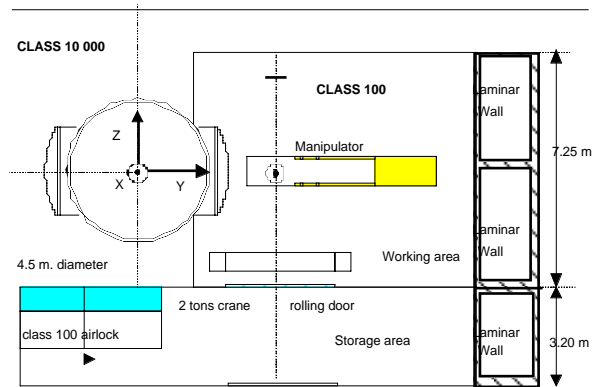 CLASS 10 000
CLASS 100
Laminar
Wall
Z
Manipulator
7.25 m
X
Y
Laminar
Wall
Working area
4.5 m. diameter
2 tons crane
rolling door
class 100 airlock
Storage area
Laminar
Wall
3.20 m